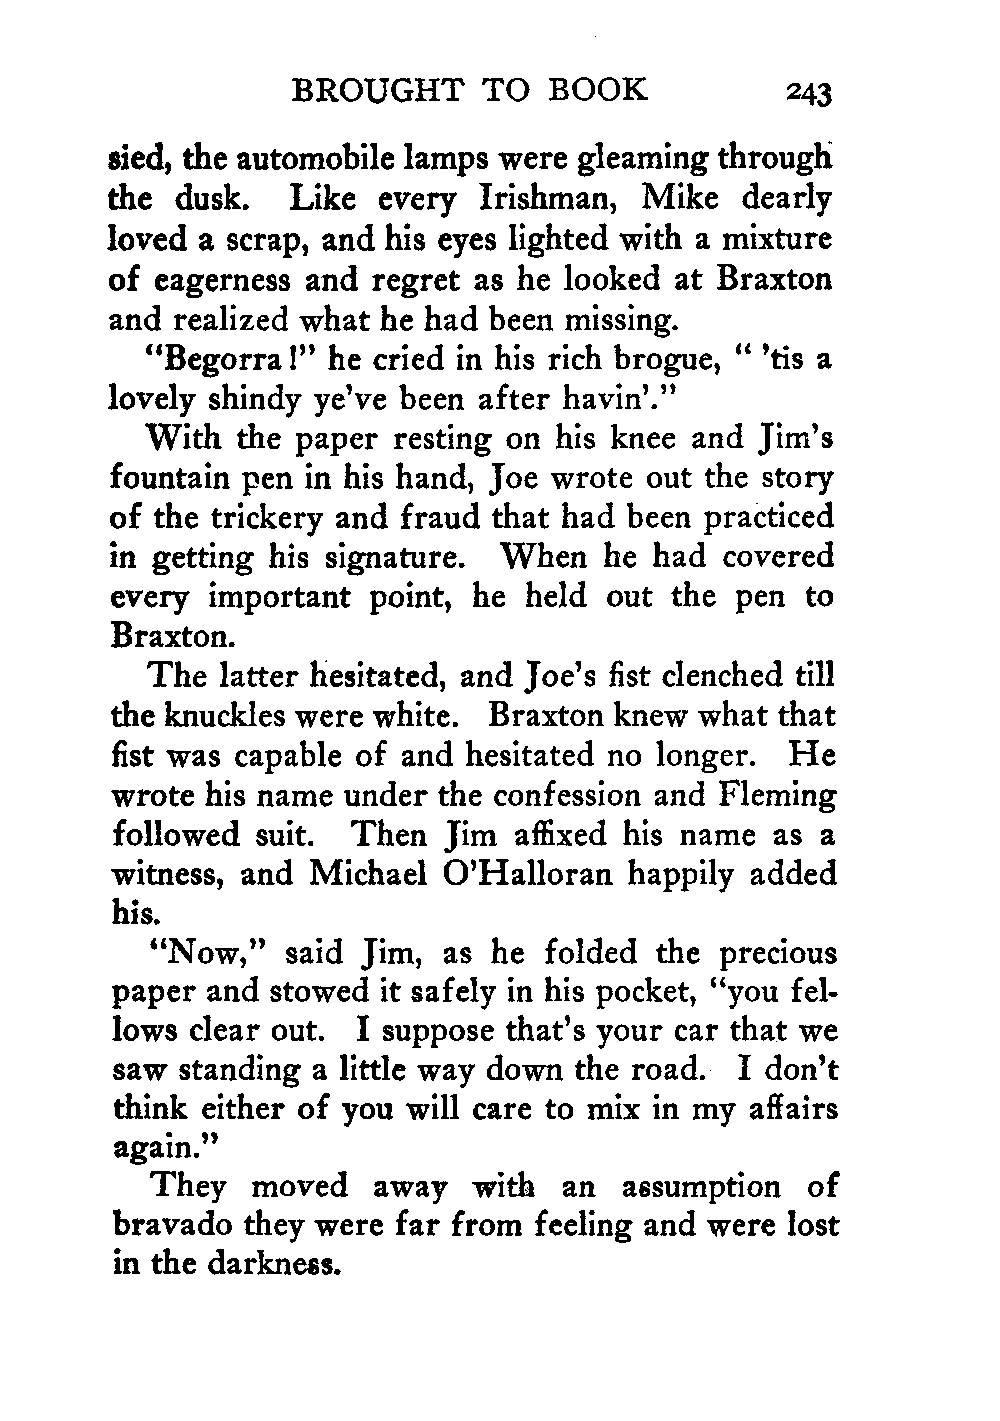 BROUGHT TO BOOK 243
sied, the automobile lamps were gleaming through
the dusk. Like every Irishman, Mike dearly
loved a scrap, and his eyes lighted with a mixture
of eagerness and regret as he looked at Braxton
and realized what he had been missing.
"Begorra!" he cried in his rich brogue, " 'tis a
lovely shindy ye've been after havin'."
With the paper resting on his knee and Jim's
fountain pen in his hand, Joe wrote out the story
of the trickery and fraud that had been practiced
in getting his signature. When he had covered
every important point, he held out the pen to
Braxton.
The latter hesitated, and Joe's fist clenched till
the knuckles were white. Braxton knew what that
fist was capable of and hesitated no longer. He
wrote his name under the confession and Fleming
followed suit. Then Jim affixed his name as a
witness, and Michael O'Halloran happily added
his.
"Now," said Jim, as he folded the precious
paper and stowed it safely in his pocket, "you fel-
lows clear out. I suppose that's your car that we
saw standing a little way down the road. I don't
think either of you will care to mix in my affairs
again."
They moved away with an assumption of
bravado they were far from feeling and were lost
in the darkness.